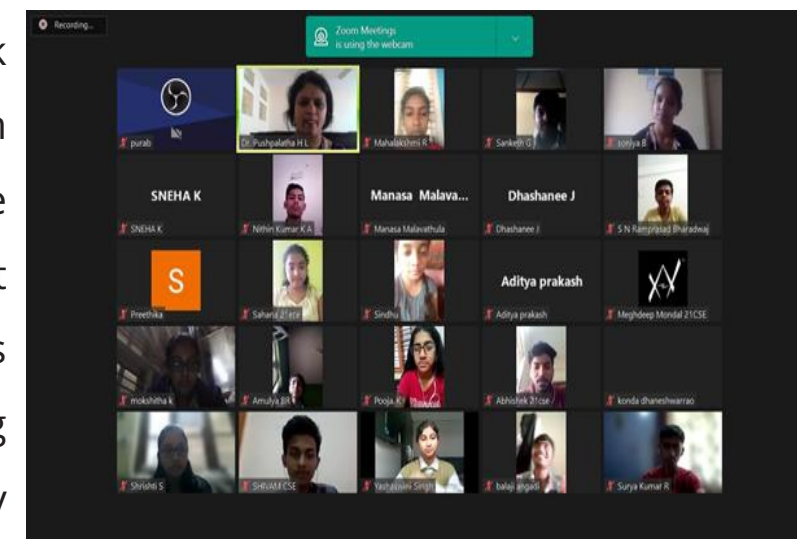 Recording...
Zoom Meetings
is using the webcam
k
n
e
t
s
g
y
purab
Dr. Pushpalatha H L
Mahalakshmi R
Sanketh G
soniya B
SNEHA K
Manasa Malava...
Dhashanee J
SNEHA K
Nithin Kumar K A
Manasa Malavathula
Dhashanee J
S N Ramprasad Bharadwaj
S
Aditya prakash
Preethika
Sahana 21ece
Sindhu
Aditya prakash
Meghdeep Mondal 21CSE
mokshitha k
Amulya BR
Pooja.K
Abhishek 21cse
konda dhaneshwarrao
Shrishti S
SHIVAM CSE
Yashaswini Singh
balaji angadi
Surya Kumar R